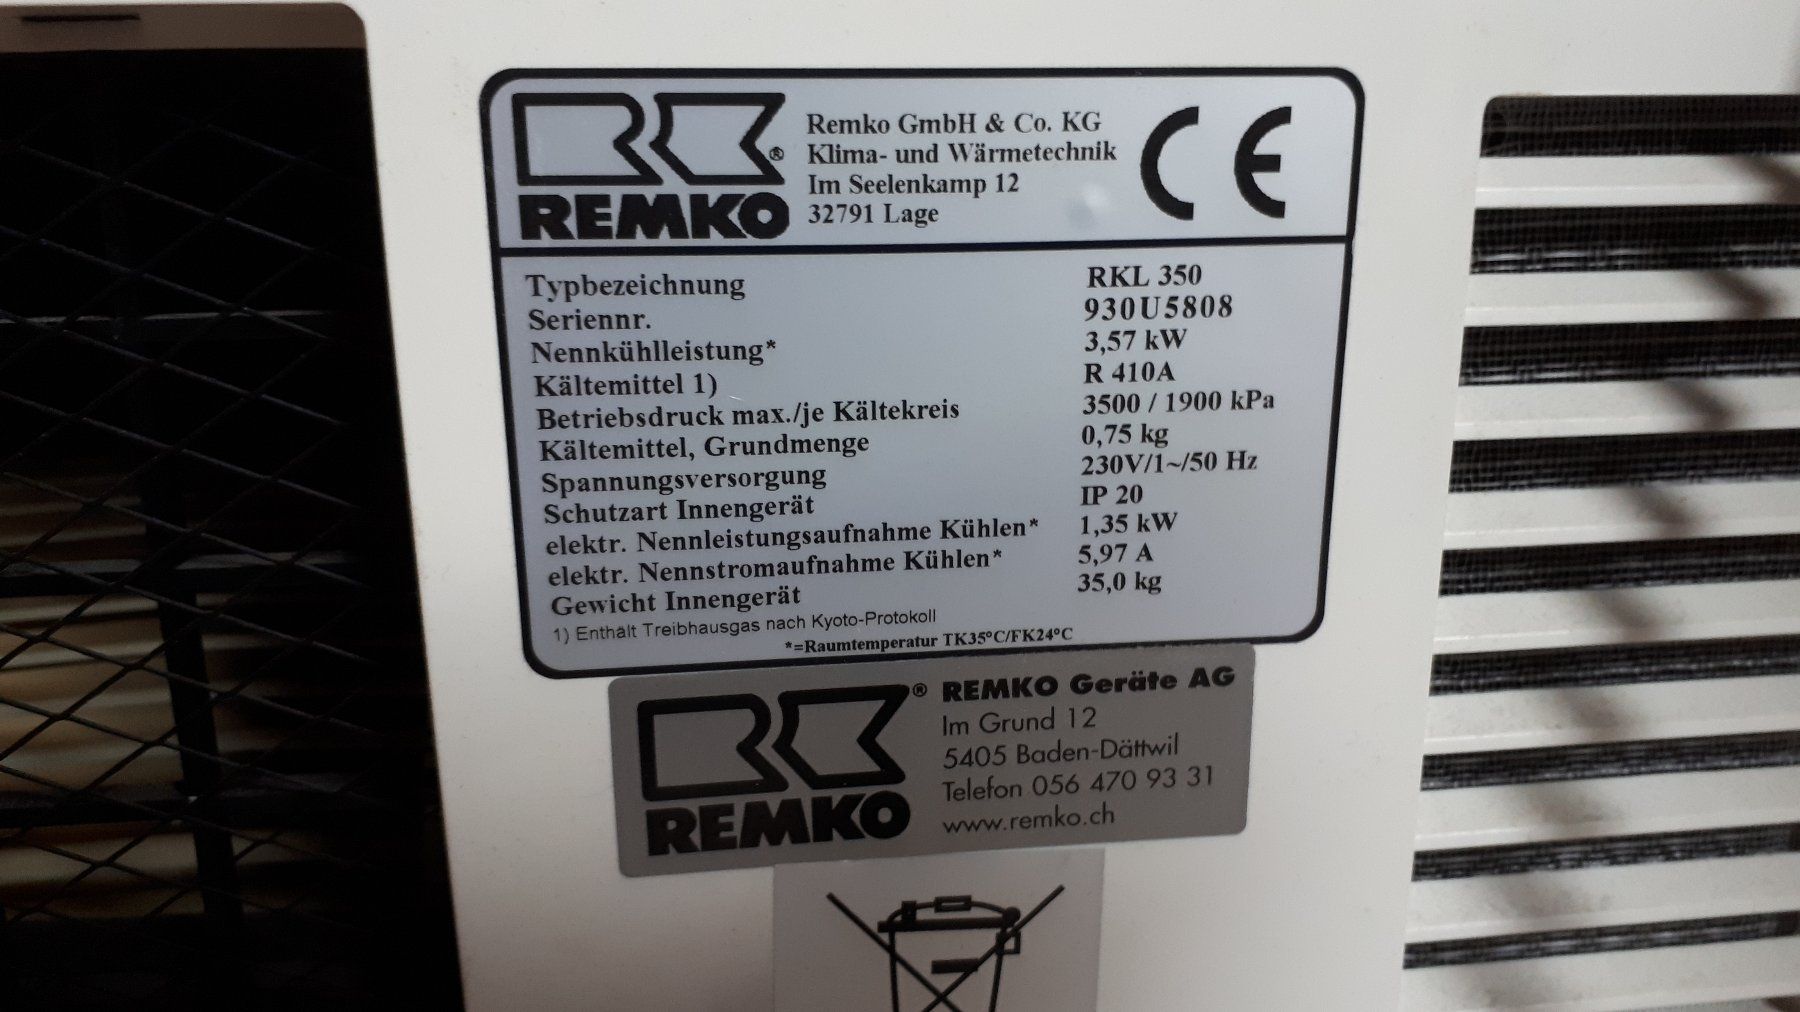 REMKO®
Remko GmbH & Co. KG
Klima- und Wärmetechnik
Im Seelenkamp 12
32791 Lage
CE
Typbezeichnung RKL 350
Seriennr. 930U5808
Nennkühlleistung* 3,57 kW
Kältemittel 1) R 410A
Betriebsdruck max./je Kältekreis 3500 / 1900 kPa
Kältemittel, Grundmenge 0,75 kg
Spannungsversorgung 230V/1~/50 Hz
Schutzart Innengerät IP 20
elektr. Nennleistungsaufnahme Kühlen* 1,35 kW
elektr. Nennstromaufnahme Kühlen* 5,97 A
Gewicht Innengerät 35,0 kg
1) Enthält Treibhausgas nach Kyoto-Protokoll
*=Raumtemperatur TK35°C/FK24°C
REMKO®
REMKO Geräte AG
Im Grund 12
5405 Baden-Dättwil
Telefon 056 470 93 31
www.remko.ch